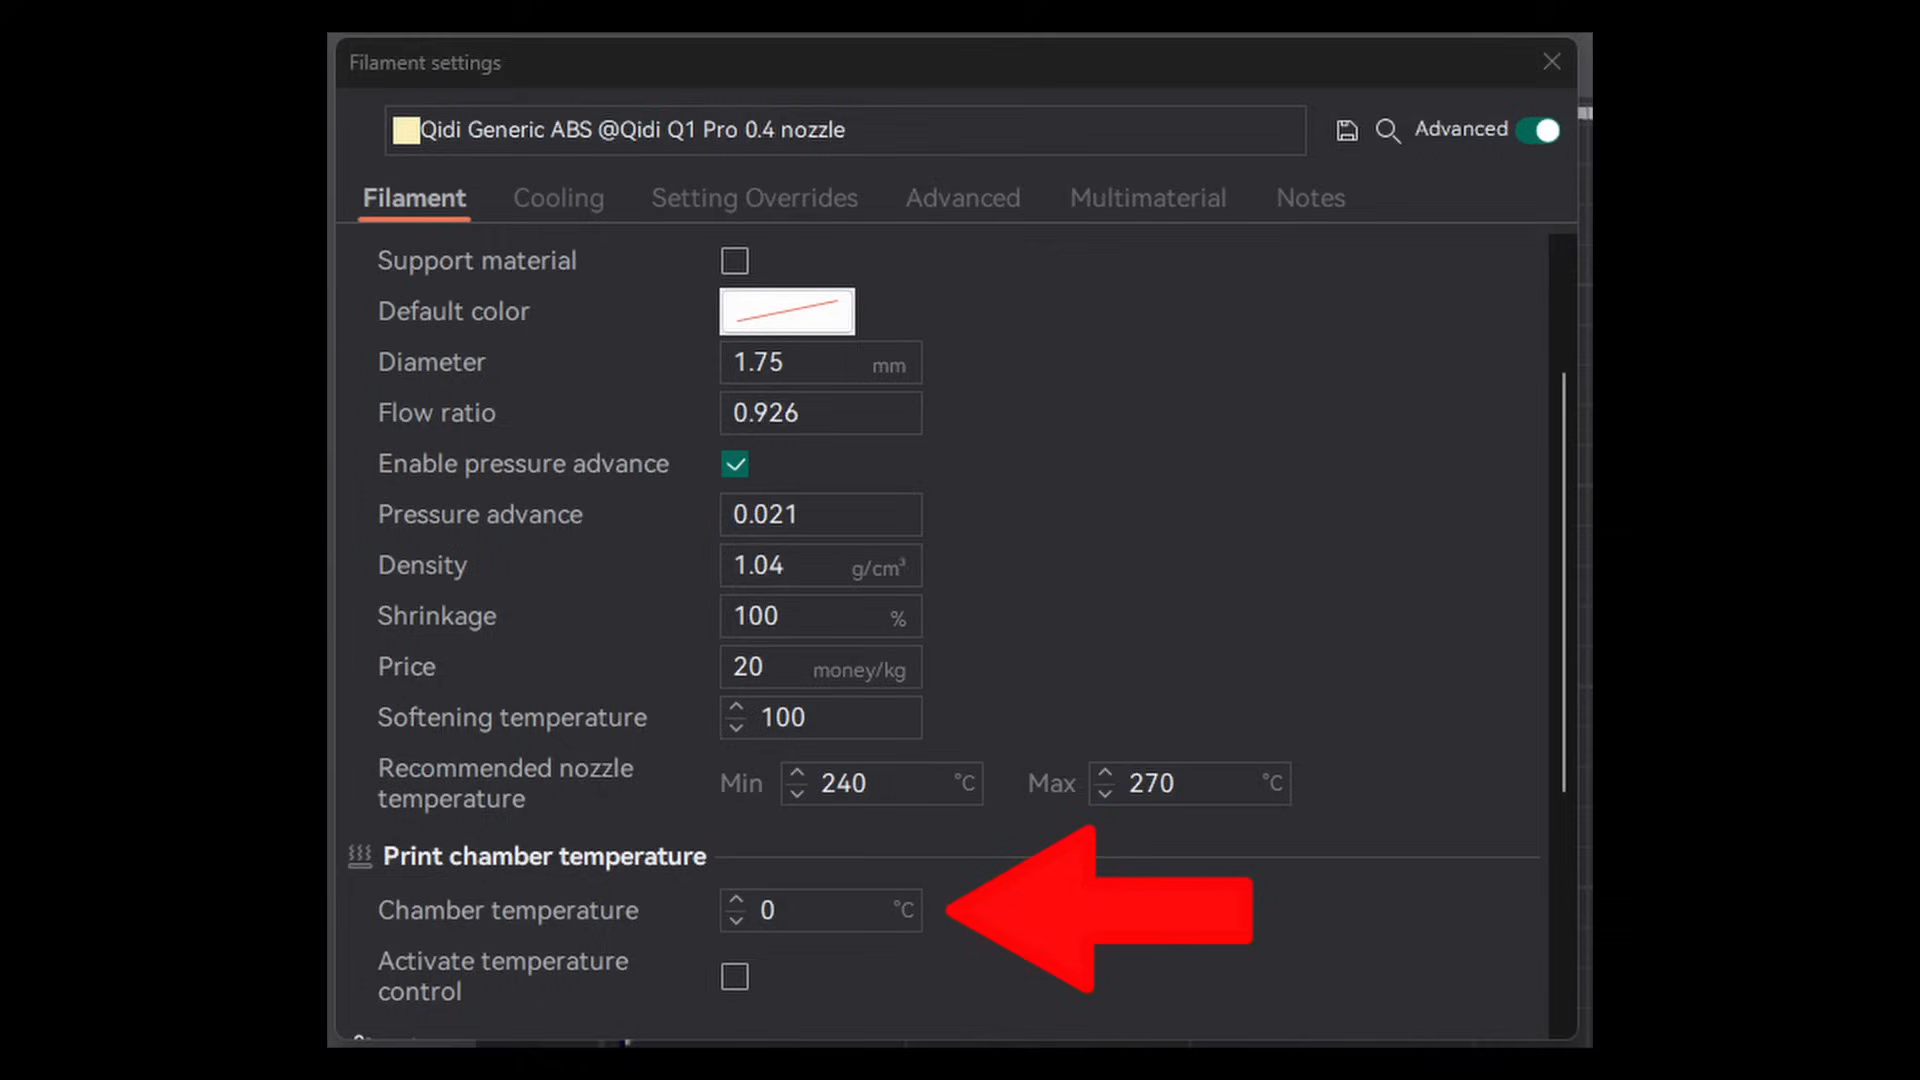 Filament settings
Qidi Generic ABS @Qidi Q1 Pro 0.4 nozzle
Advanced
Filament Cooling Setting Overrides Advanced Multimaterial Notes
Support material
Default color
Diameter 1.75 mm
Flow ratio 0.926
Enable pressure advance
Pressure advance 0.021
Density 1.04 g/cm³
Shrinkage 100 %
Price 20 money/kg
Softening temperature 100
Recommended nozzle
temperature
Min 240 °C Max 270 °C
Print chamber temperature
Chamber temperature 0 °C
Activate temperature
control